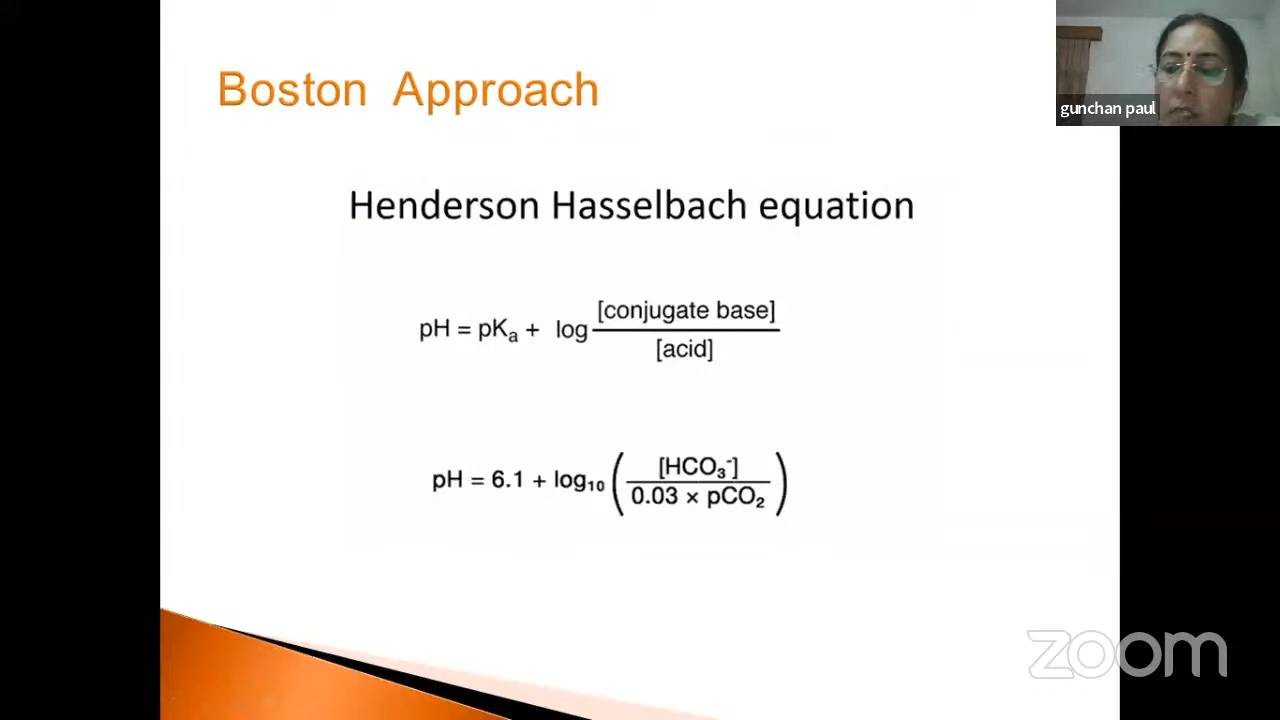 Boston Approach
gunchan paul
Henderson Hasselbach equation
pH = pKₐ + log [conjugate base] / [acid]
pH = 6.1 + log₁₀ ( [HCO₃⁻] / 0.03 × pCO₂ )
zoom